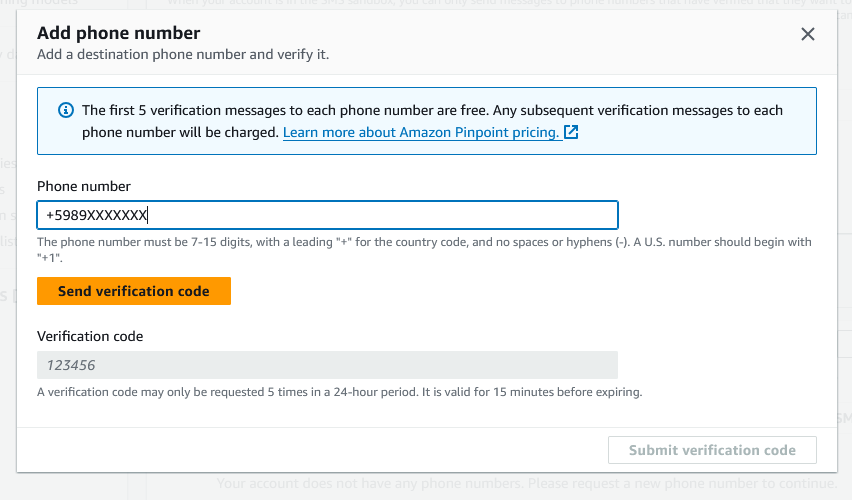 When your account is in the SMS sandbox, you can only send messages to phone numbers that have verified that they want to
Add phone number
Add a destination phone number and verify it.
The first 5 verification messages to each phone number are free. Any subsequent verification messages to each
phone number will be charged. Learn more about Amazon Pinpoint pricing.
Phone number
+5989XXXXXXX
The phone number must be 7-15 digits, with a leading "+" for the country code, and no spaces or hyphens (-). A U.S. number should begin with
"+1".
Send verification code
Verification code
123456
A verification code may only be requested 5 times in a 24-hour period. It is valid for 15 minutes before expiring.
Submit verification code
Your account does not have any phone numbers. Please request a new phone number to continue.